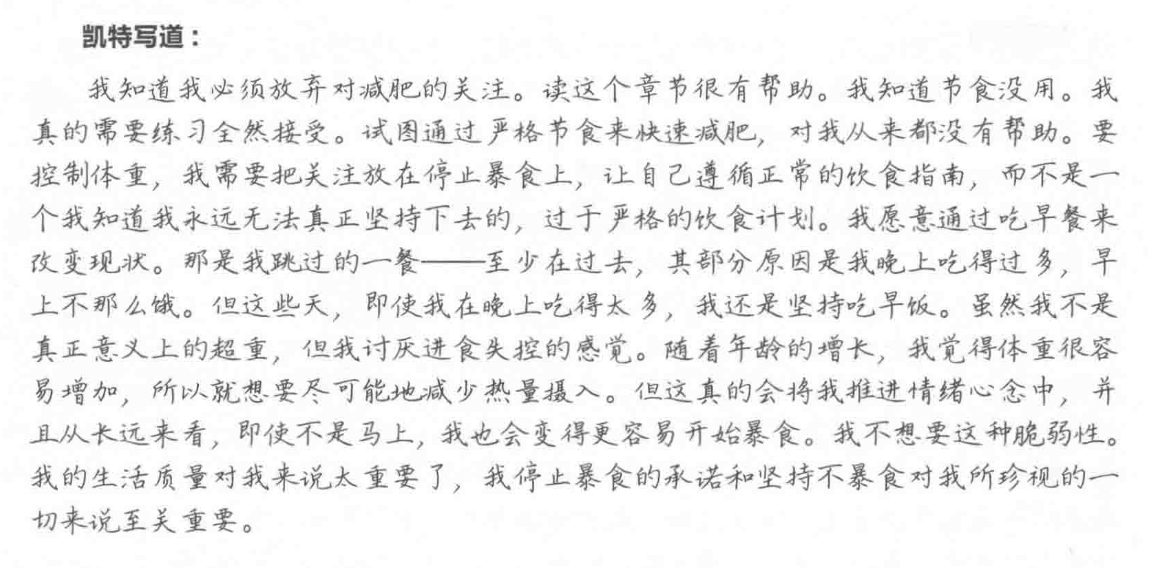 凯特写道：
我知道我必须放弃对减肥的关注。读这个章节很有帮助。我知道节食没用。我
真的需要练习全然接受。试图通过严格节食来快速减肥，对我从来都没有帮助。要
控制体重，我需要把关注放在停止暴食上，让自己遵循正常的饮食指南，而不是一
个我知道我永远无法真正坚持下去的，过于严格的饮食计划。我愿意通过吃早餐来
改变现状。那是我跳过的一餐——至少在过去，其部分原因是我晚上吃得过多，早
上不那么饿。但这些天，即使我在晚上吃得太多，我还是坚持吃早饭。虽然我不是
真正意义上的超重，但我讨厌进食失控的感觉。随着年龄的增长，我觉得体重很容
易增加，所以就想要尽可能地减少热量摄入。但这真的会将我推进情绪心念中，并
且从长远来看，即使不是马上，我也会变得更容易开始暴食。我不想要这种脆弱性。
我的生活质量对我来说太重要了，我停止暴食的承诺和坚持不暴食对我所珍视的一
切来说至关重要。